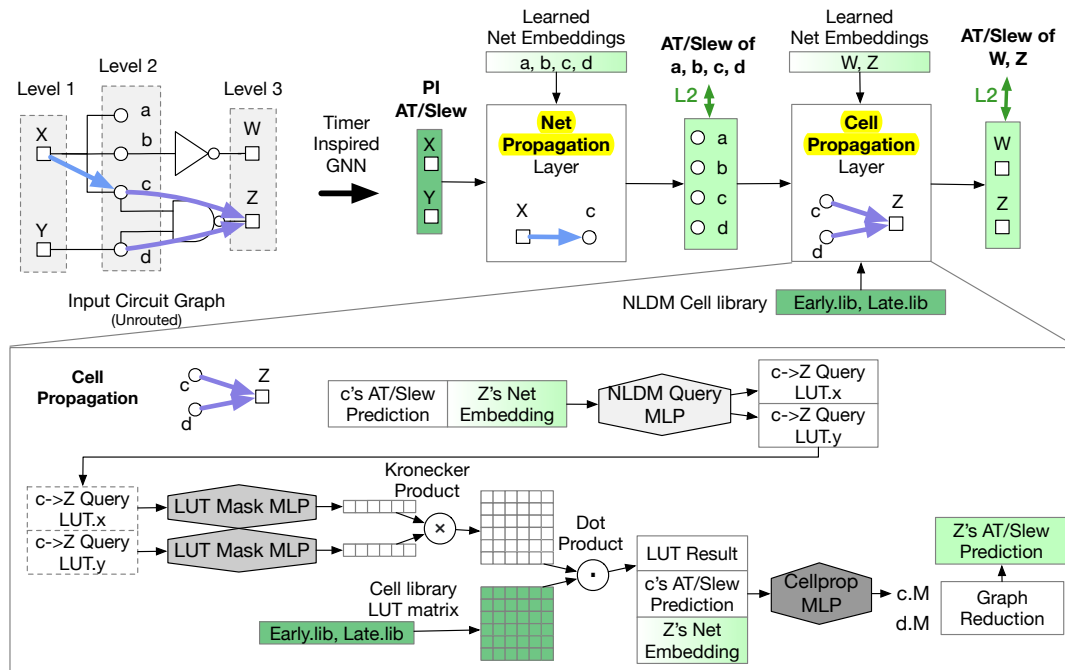 Level 1
Level 2
Level 3
X
Y
a
b
c
d
W
Z
Input Circuit Graph
(Unrouted)
Timer
Inspired
GNN
PI
AT/Slew
X
Y
Learned
Net Embeddings
a, b, c, d
Net
Propagation
Layer
X
c
AT/Slew of
a, b, c, d
L2
a
b
c
d
Learned
Net Embeddings
W, Z
Cell
Propagation
Layer
c
d
Z
AT/Slew of
W, Z
L2
W
Z
NLDM Cell library
Early.lib, Late.lib
Cell
Propagation
c
d
Z
c's AT/Slew
Prediction
Z's Net
Embedding
NLDM Query
MLP
c->Z Query
LUT.x
c->Z Query
LUT.y
c->Z Query
LUT.x
c->Z Query
LUT.y
LUT Mask MLP
LUT Mask MLP
Kronecker
Product
×
Cell library
LUT matrix
Early.lib, Late.lib
Dot
Product
LUT Result
c's AT/Slew
Prediction
Z's Net
Embedding
Cellprop
MLP
c.M
d.M
Z's AT/Slew
Prediction
Graph
Reduction